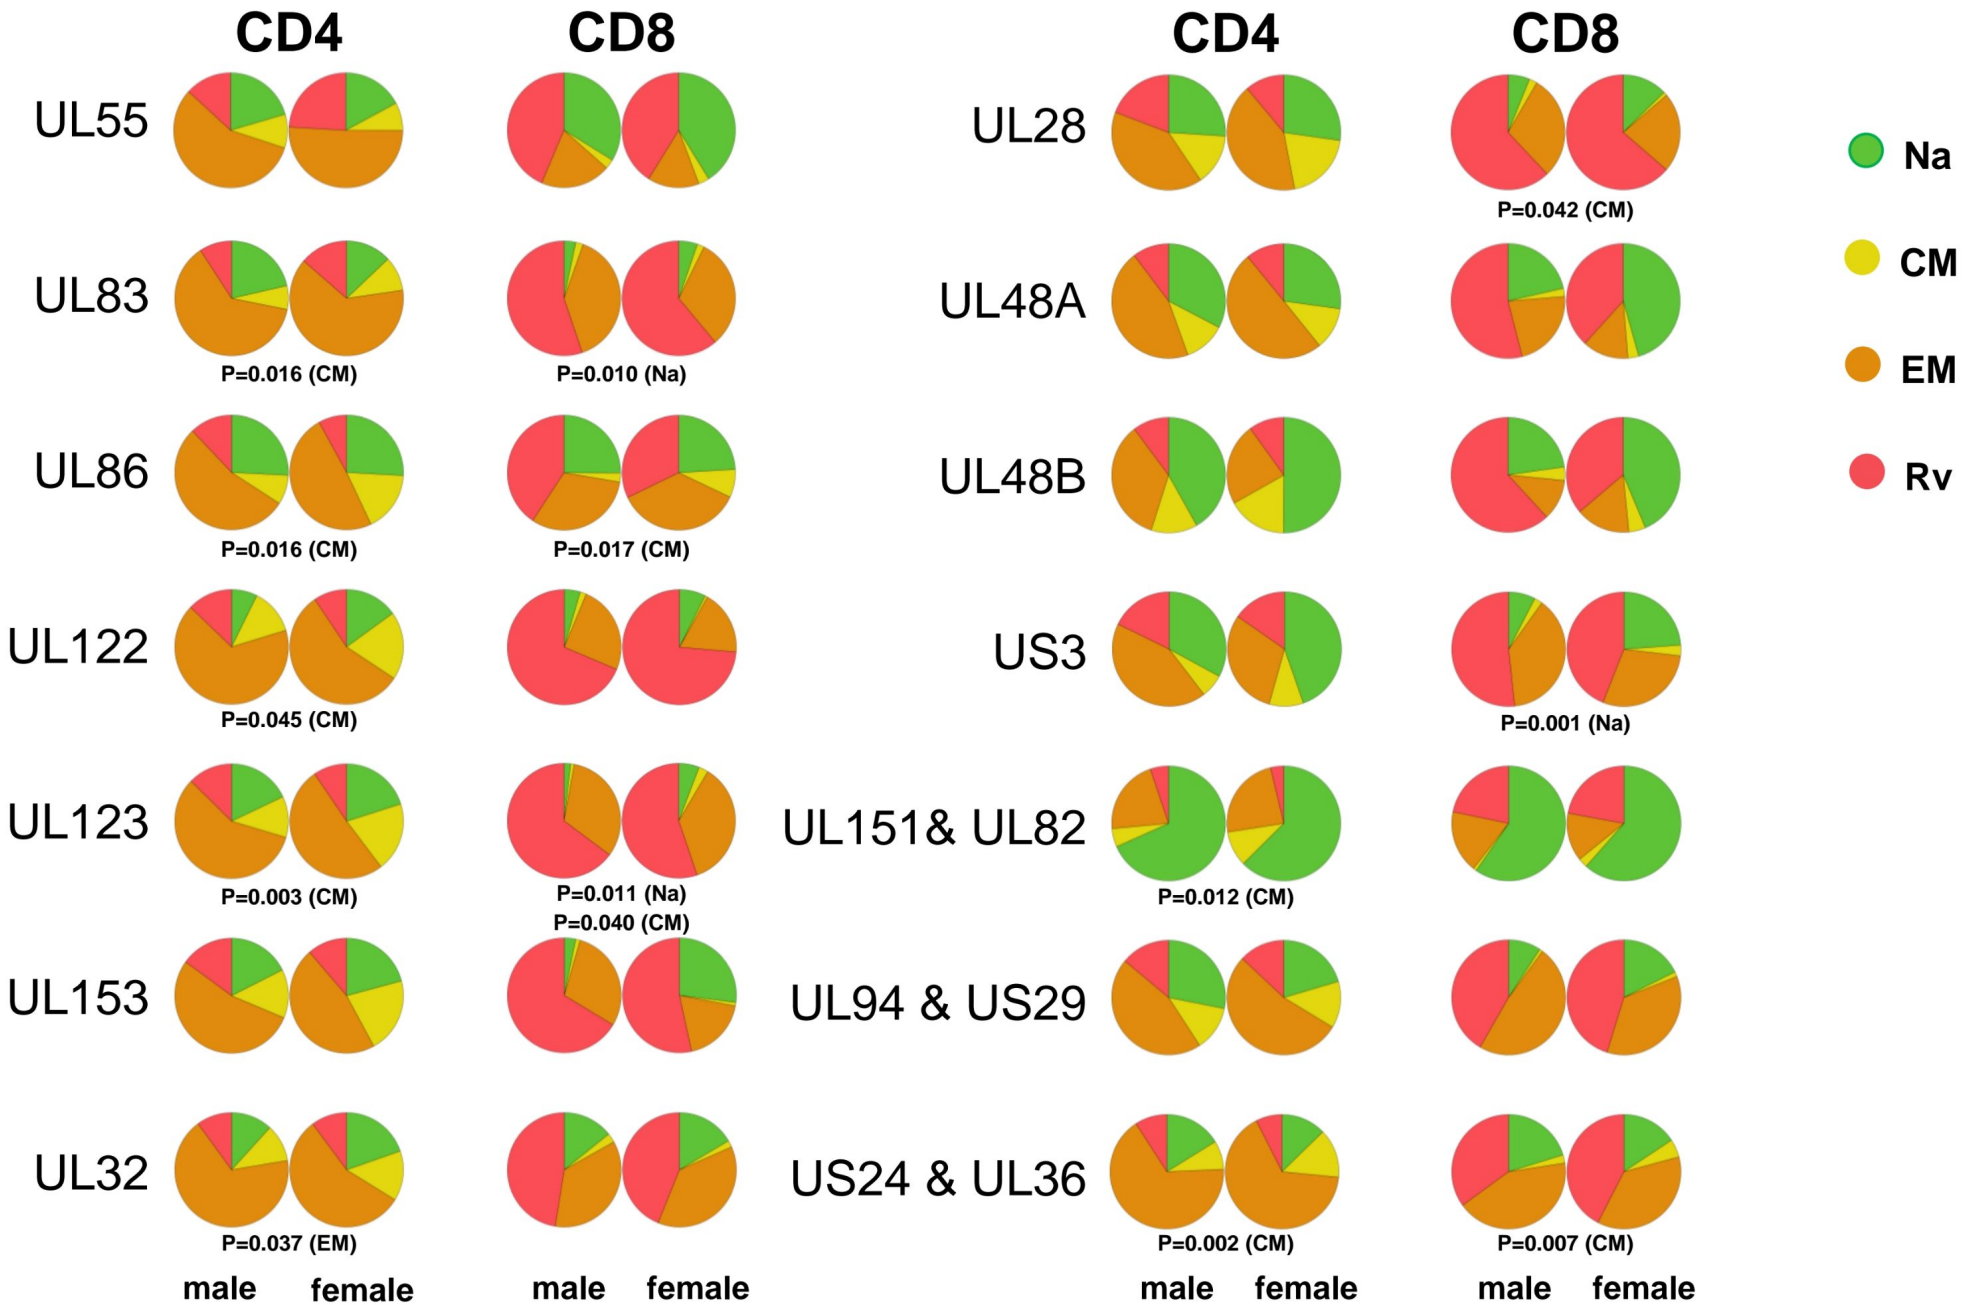 CD4 CD8 CD4 CD8
UL55 UL28 Na
P=0.042 (CM)
UL83 UL48A CM
P=0.016 (CM) P=0.010 (Na) EM
UL86 UL48B Rv
P=0.016 (CM) P=0.017 (CM)
UL122 US3
P=0.045 (CM) P=0.001 (Na)
UL123 UL151& UL82
P=0.003 (CM) P=0.011 (Na) P=0.012 (CM)
P=0.040 (CM)
UL153 UL94 & US29
UL32 US24 & UL36
P=0.037 (EM) P=0.002 (CM) P=0.007 (CM)
male female male female male female male female